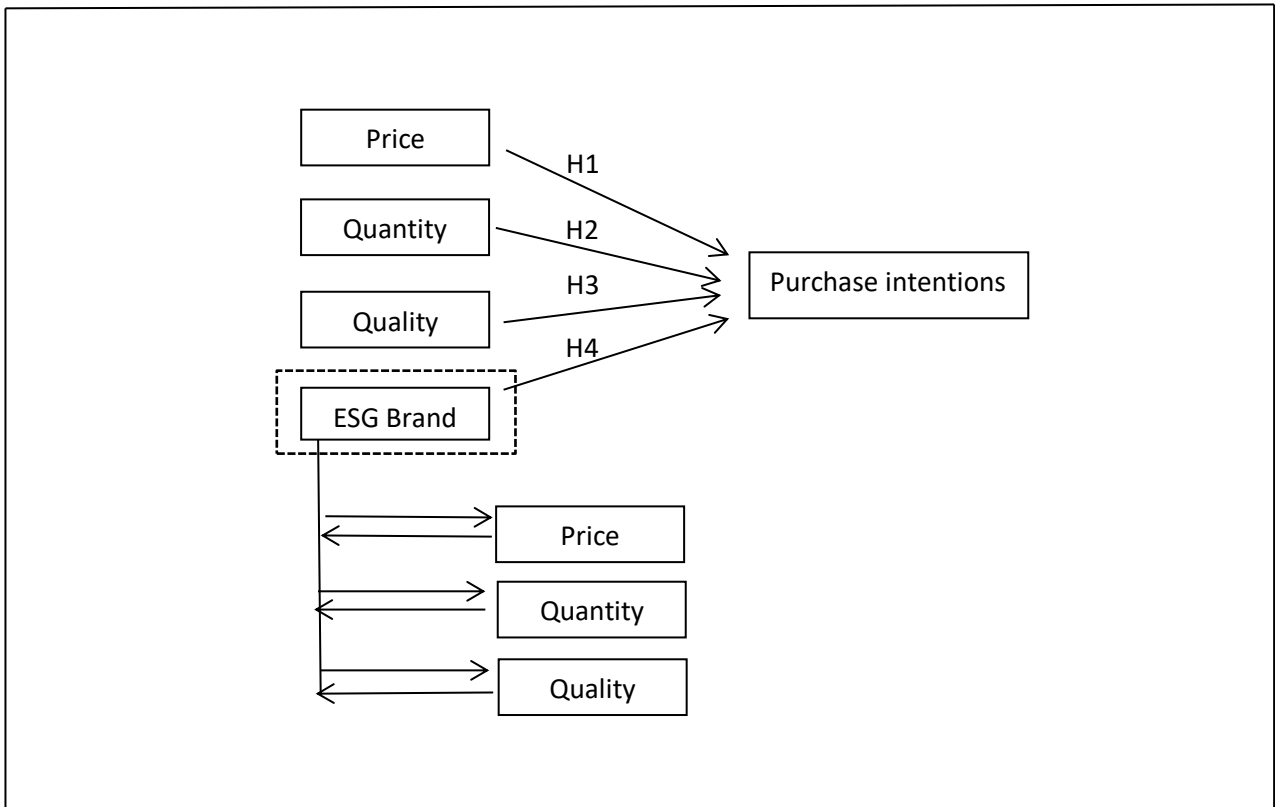 Price
H1
Quantity
H2
Purchase intentions
H3
Quality
H4
ESG Brand
Price
Quantity
Quality